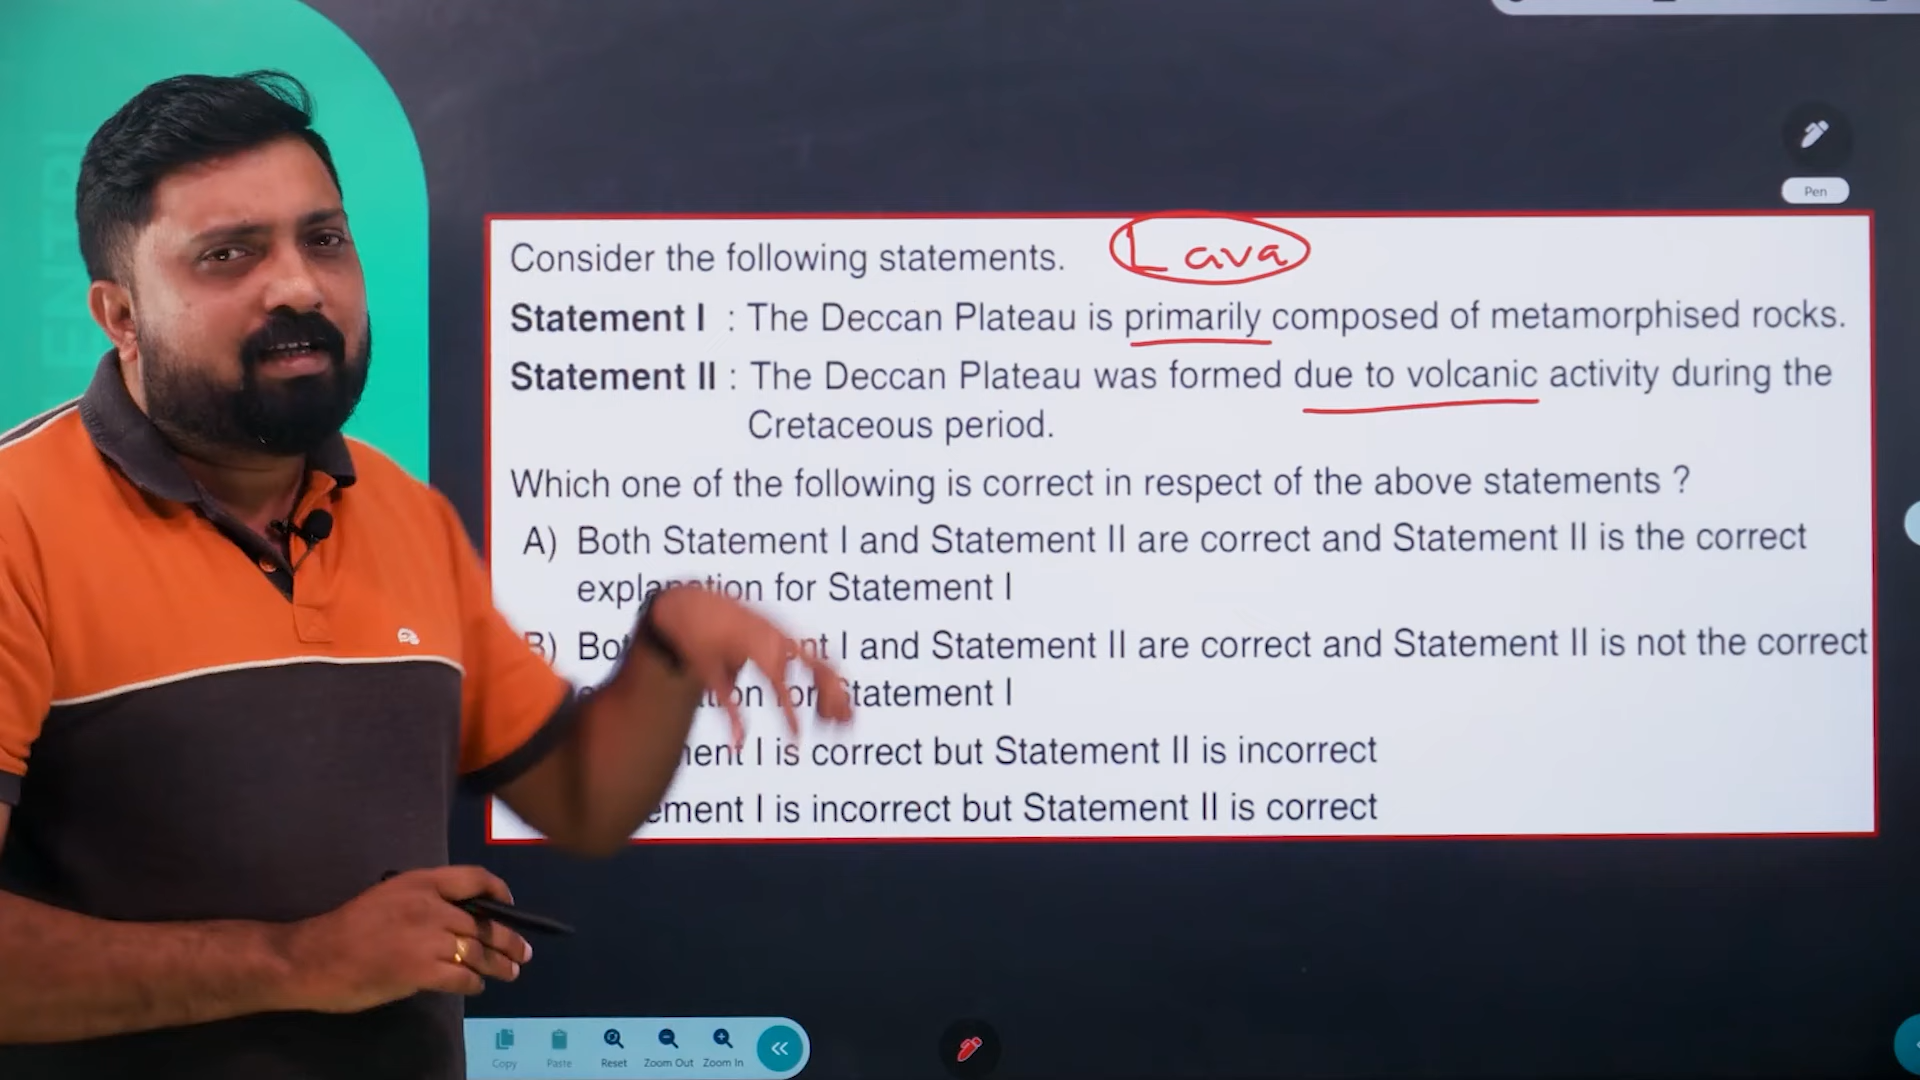 ENTRI
Pen
Lava
Consider the following statements.
Statement I : The Deccan Plateau is primarily composed of metamorphised rocks.
Statement II : The Deccan Plateau was formed due to volcanic activity during the
Cretaceous period.
Which one of the following is correct in respect of the above statements ?
A) Both Statement I and Statement II are correct and Statement II is the correct
explanation for Statement I
B) I and Statement II are correct and Statement II is not the correct
for Statement I
I is correct but Statement II is incorrect
I is incorrect but Statement II is correct
Copy Paste Reset Zoom Out Zoom In